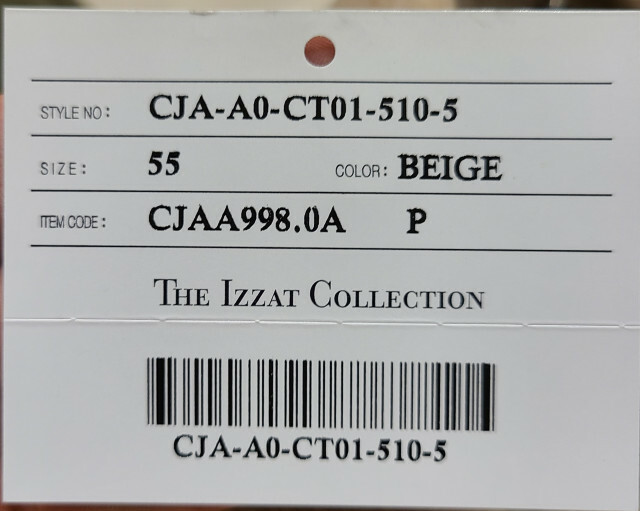 STYLE NO: CJA-A0-CT01-510-5
SIZE: 55 COLOR: BEIGE
ITEM CODE: CJAA998.0A P
THE IZZAT COLLECTION
CJA-A0-CT01-510-5